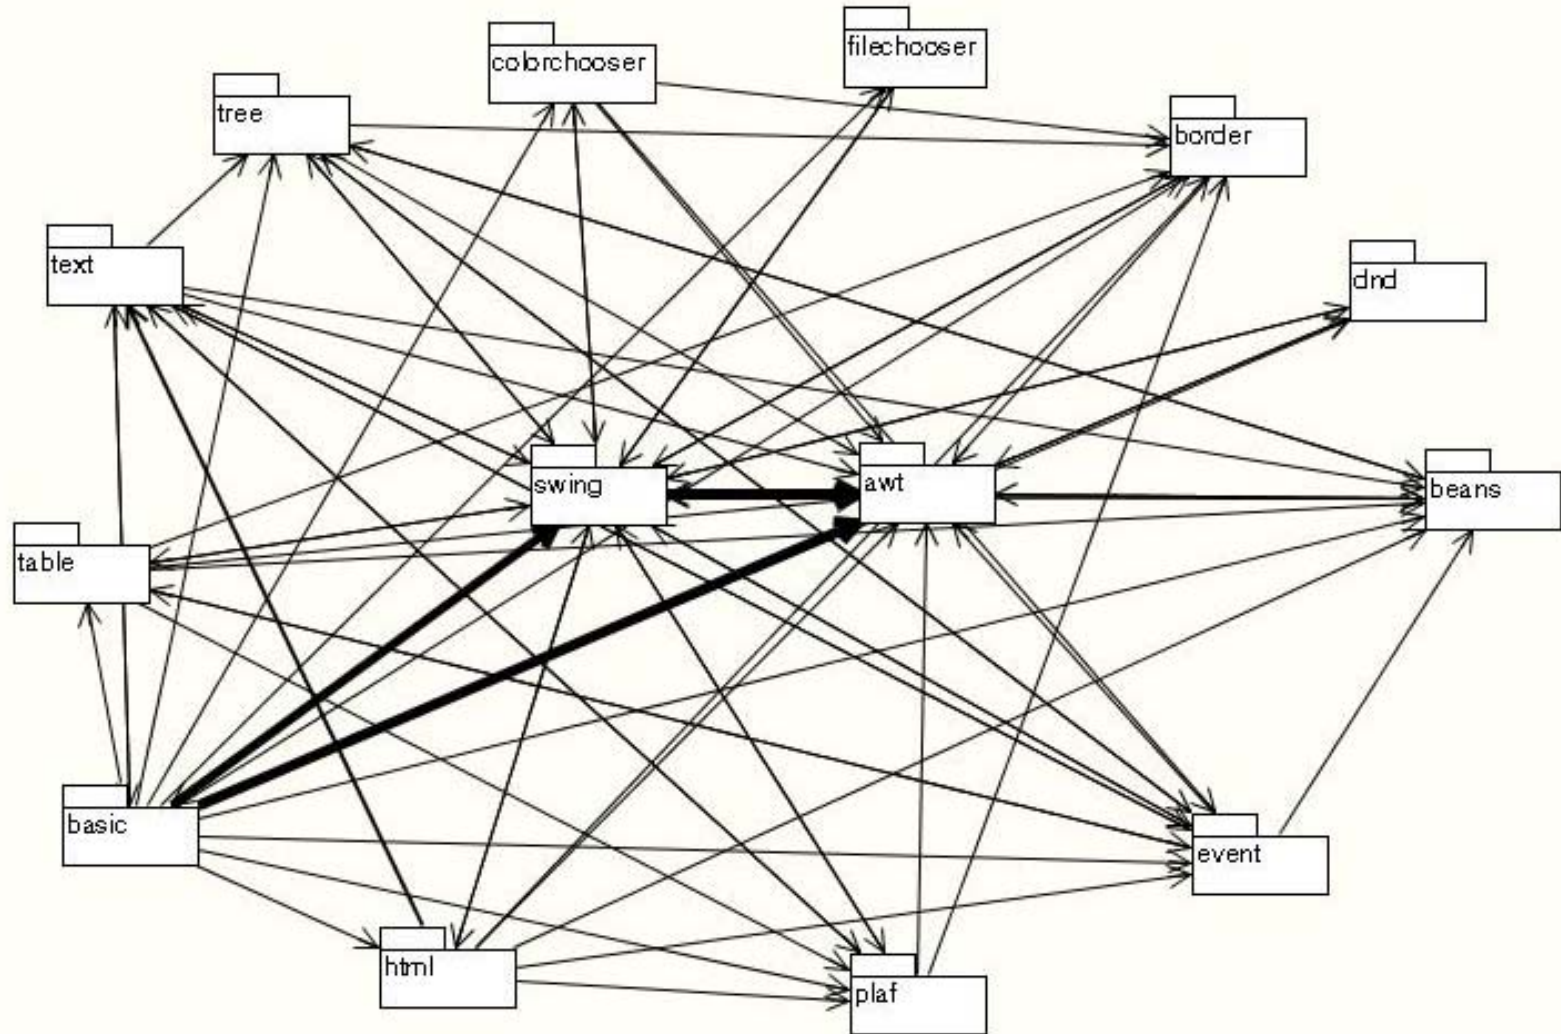 filechooser
colorchooser
tree
border
text
dnd
swing
awt
beans
table
basic
event
html
plaf